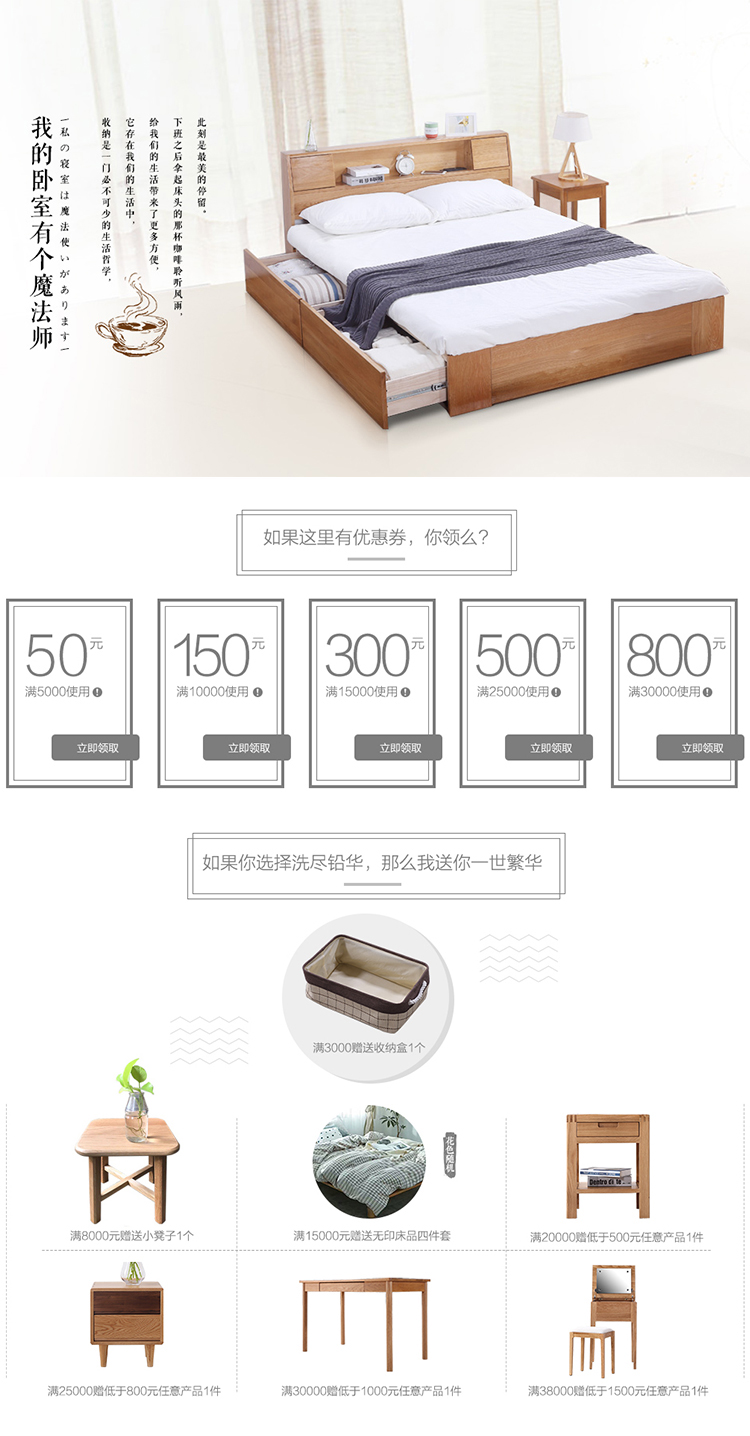 此刻是最美的停留。
下班之后拿起床头的那杯咖啡聆听风雨，
给我们的生活带来了更多方便，
它存在我们的生活中，
收纳是一门必不可少的生活哲学，
私の寝室は魔法使いがあります
我的卧室有个魔法师
如果这里有优惠券，你领么？
50元
满5000使用
立即领取
150元
满10000使用
立即领取
300元
满15000使用
立即领取
500元
满25000使用
立即领取
800元
满30000使用
立即领取
如果你选择洗尽铅华，那么我送你一世繁华
满3000赠送收纳盒1个
花色随机
Dentro di te
满8000元赠送小凳子1个
满15000元赠送无印床品四件套
满20000赠低于500元任意产品1件
满25000赠低于800元任意产品1件
满30000赠低于1000元任意产品1件
满38000赠低于1500元任意产品1件